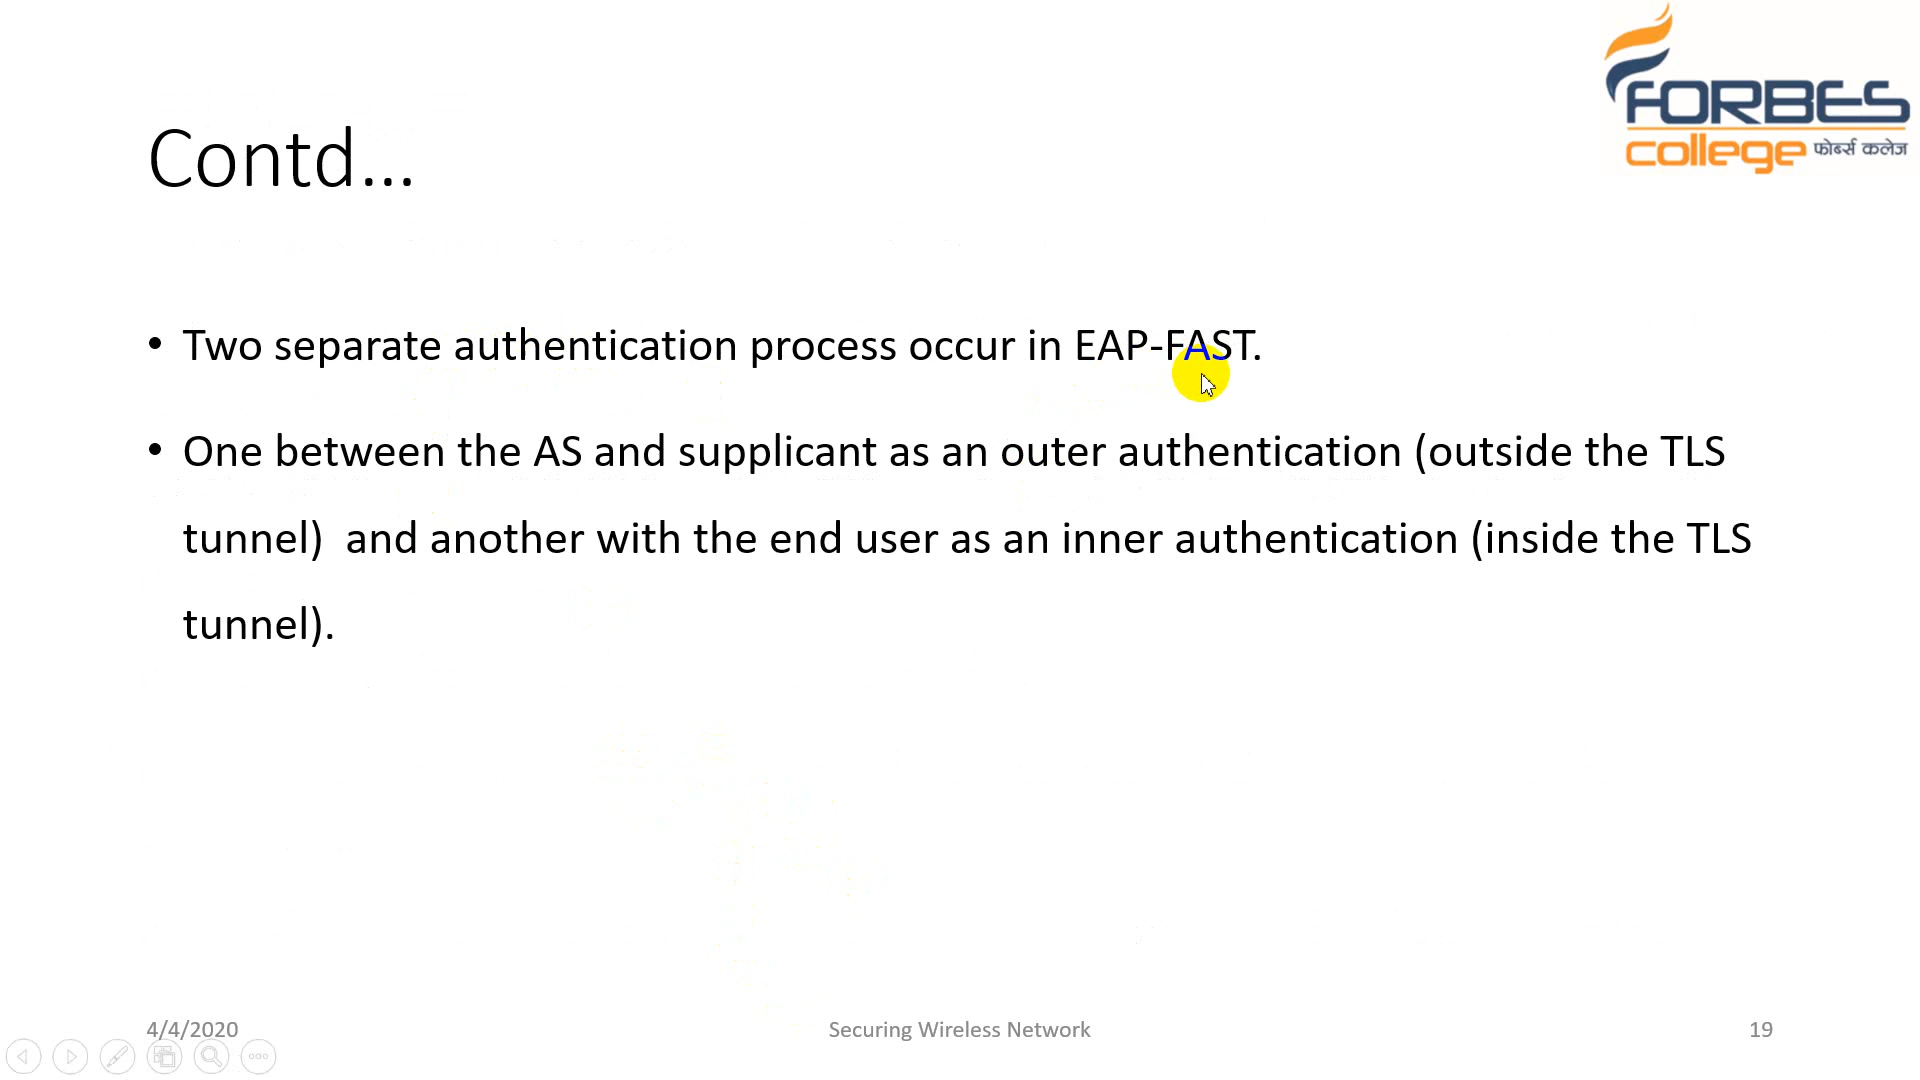 FORBES
college फोर्ब्स कलेज
Contd...
• Two separate authentication process occur in EAP-FAST.
• One between the AS and supplicant as an outer authentication (outside the TLS
tunnel)  and another with the end user as an inner authentication (inside the TLS
tunnel).
4/4/2020
Securing Wireless Network
19